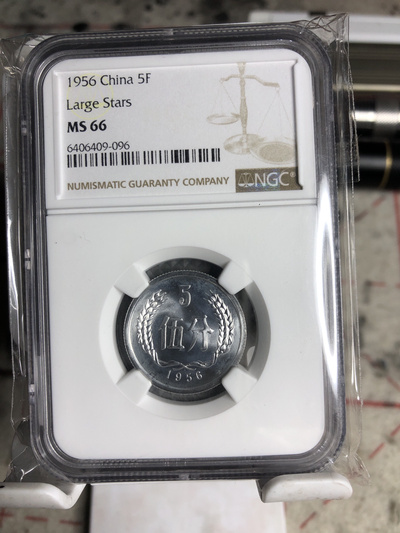 1956 China 5F
Large Stars
MS 66
6406409-096
NUMISMATIC GUARANTY COMPANY NGC®
5
伍分
1956